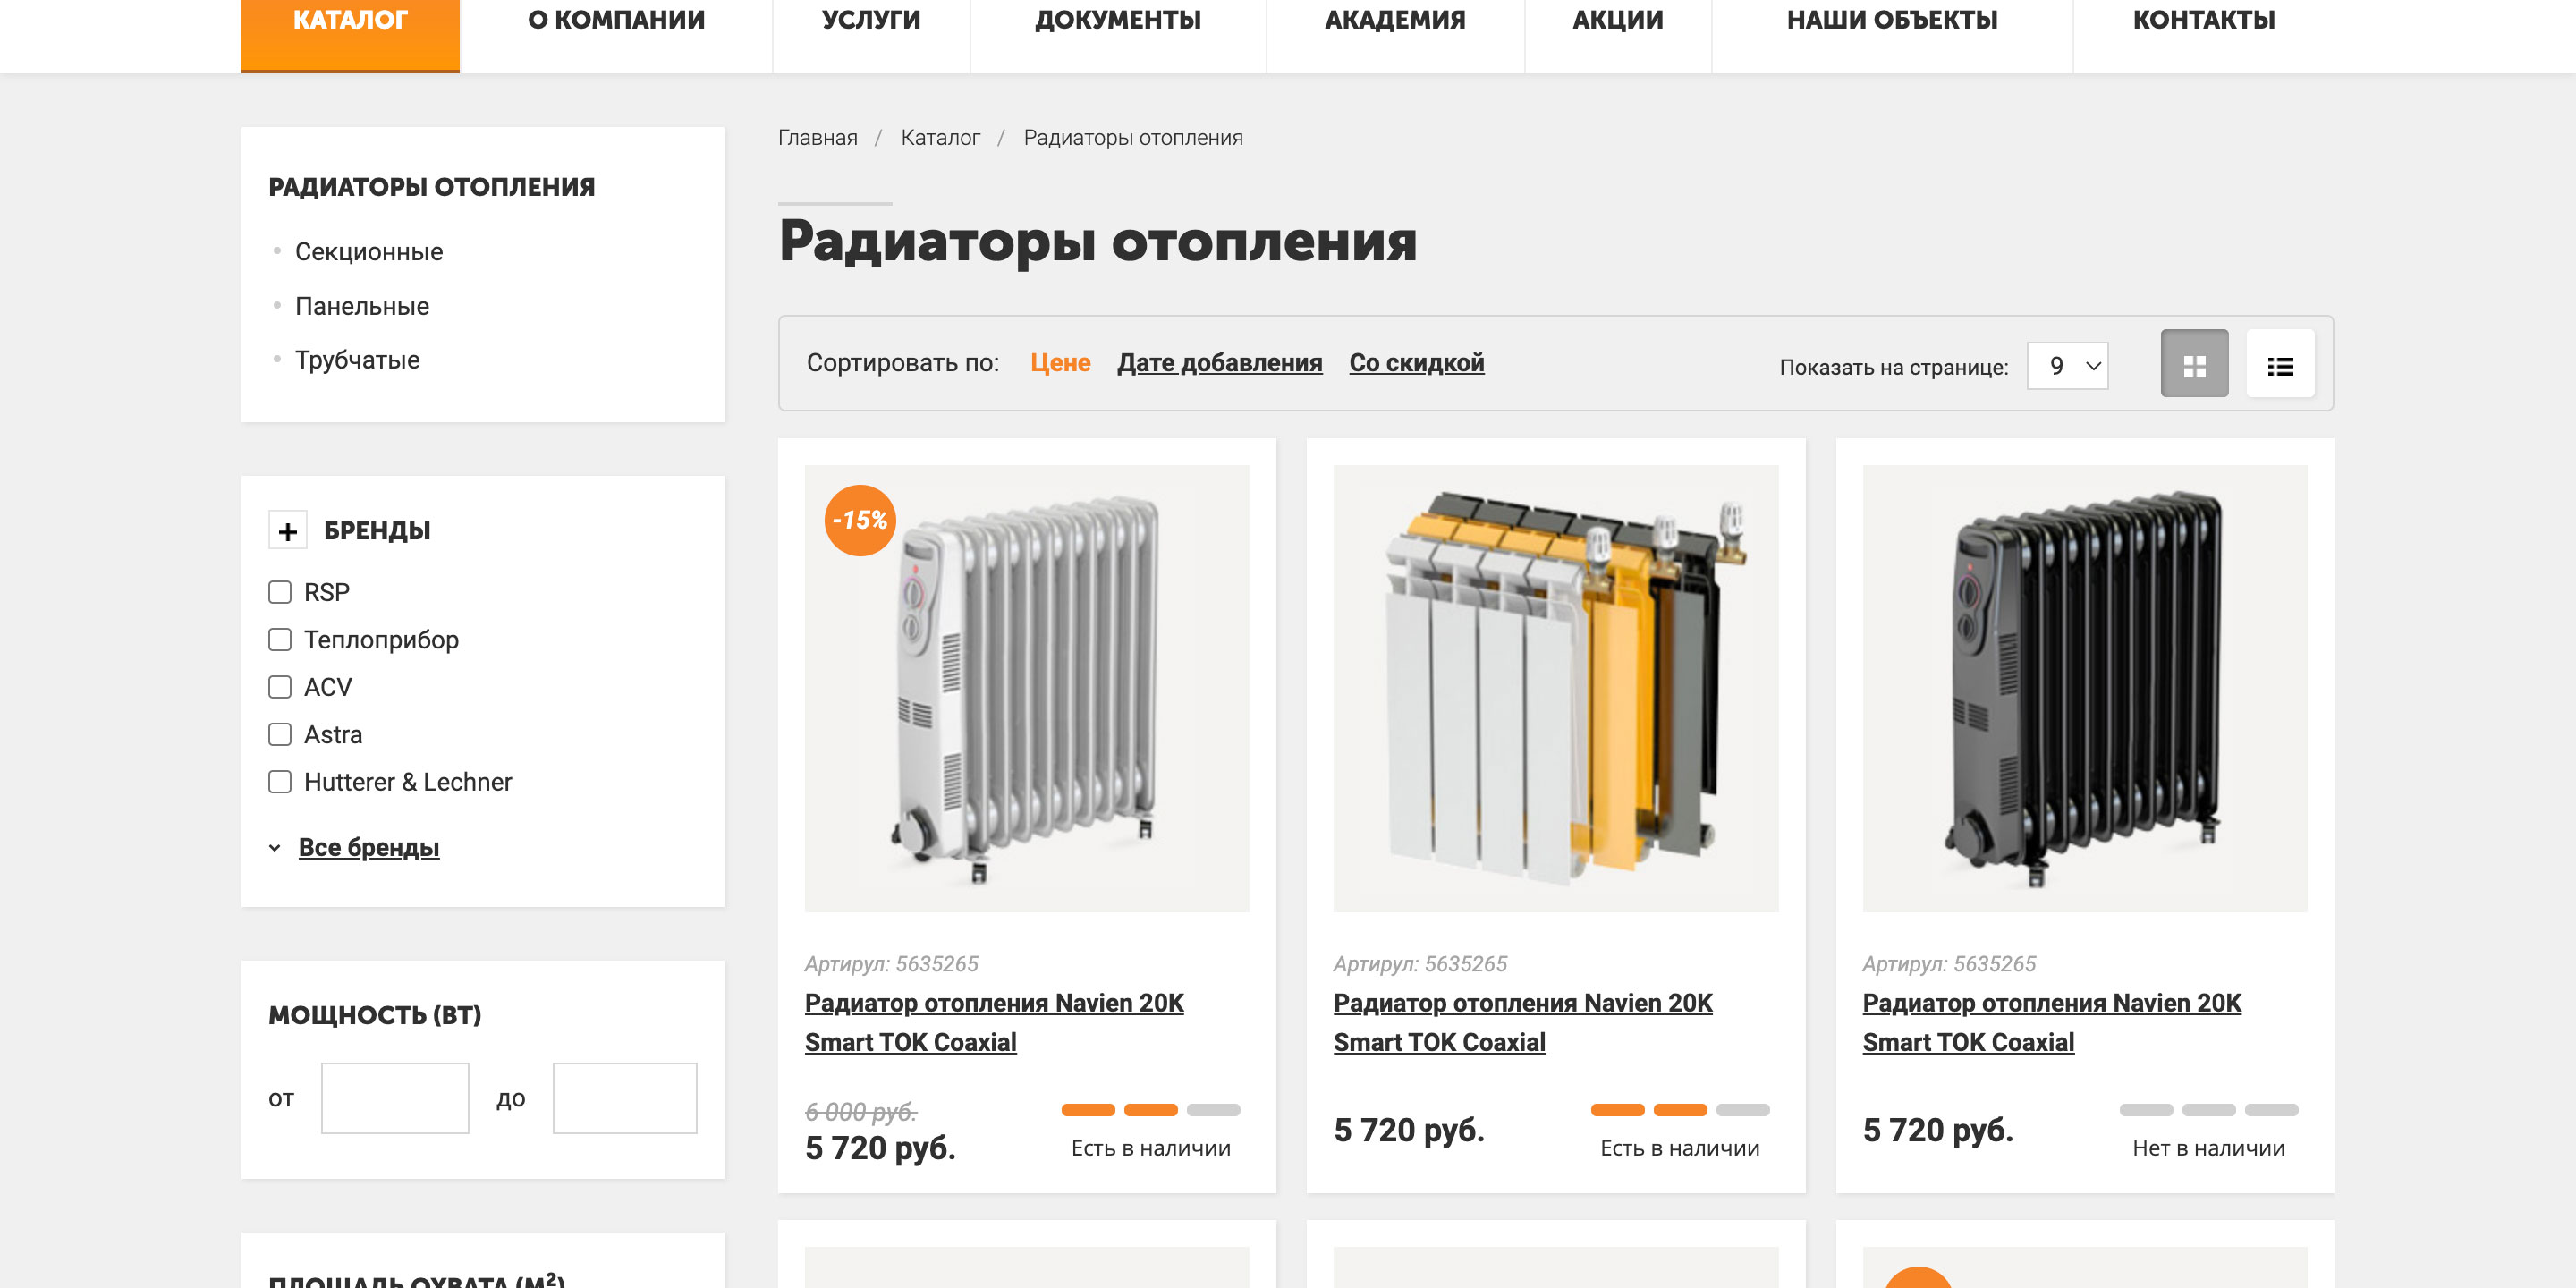 КАТАЛОГ
О КОМПАНИИ
УСЛУГИ
ДОКУМЕНТЫ
АКАДЕМИЯ
АКЦИИ
НАШИ ОБЪЕКТЫ
КОНТАКТЫ
РАДИАТОРЫ ОТОПЛЕНИЯ
Секционные
Панельные
Трубчатые
БРЕНДЫ
RSP
Теплоприбор
ACV
Astra
Hutterer & Lechner
Все бренды
МОЩНОСТЬ (ВТ)
от до
ПЛОЩАДЬ ОХВАТА (М²)
Главная / Каталог / Радиаторы отопления
Радиаторы отопления
Сортировать по: Цене Дате добавления Со скидкой
Показать на странице: 9
-15%
Артирул: 5635265
Радиатор отопления Navien 20K
Smart TOK Coaxial
6 000 руб.
5 720 руб.
Есть в наличии
Артирул: 5635265
Радиатор отопления Navien 20K
Smart TOK Coaxial
5 720 руб.
Есть в наличии
Артирул: 5635265
Радиатор отопления Navien 20K
Smart TOK Coaxial
5 720 руб.
Нет в наличии